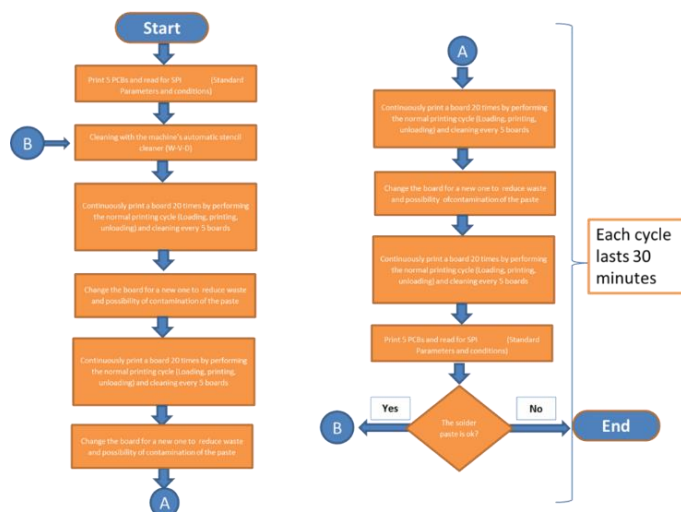 Start
Print 5 PCBs and read for SPI (Standard
Parameters and conditions)
B
Cleaning with the machine's automatic stencil
cleaner (W-V-D)
Continuously print a board 20 times by performing
the normal printing cycle (Loading, printing,
unloading) and cleaning every 5 boards
Change the board for a new one to reduce waste
and possibility of contamination of the paste
Continuously print a board 20 times by performing
the normal printing cycle (Loading, printing,
unloading) and cleaning every 5 boards
Change the board for a new one to reduce waste
and possibility of contamination of the paste
A
A
Continuously print a board 20 times by performing
the normal printing cycle (Loading, printing,
unloading) and cleaning every 5 boards
Change the board for a new one to reduce waste
and possibility ofcontamination of the paste
Continuously print a board 20 times by performing
the normal printing cycle (Loading, printing,
unloading) and cleaning every 5 boards
Print 5 PCBs and read for SPI (Standard
Parameters and conditions)
Yes
No
The solder
paste is ok?
B
End
Each cycle
lasts 30
minutes